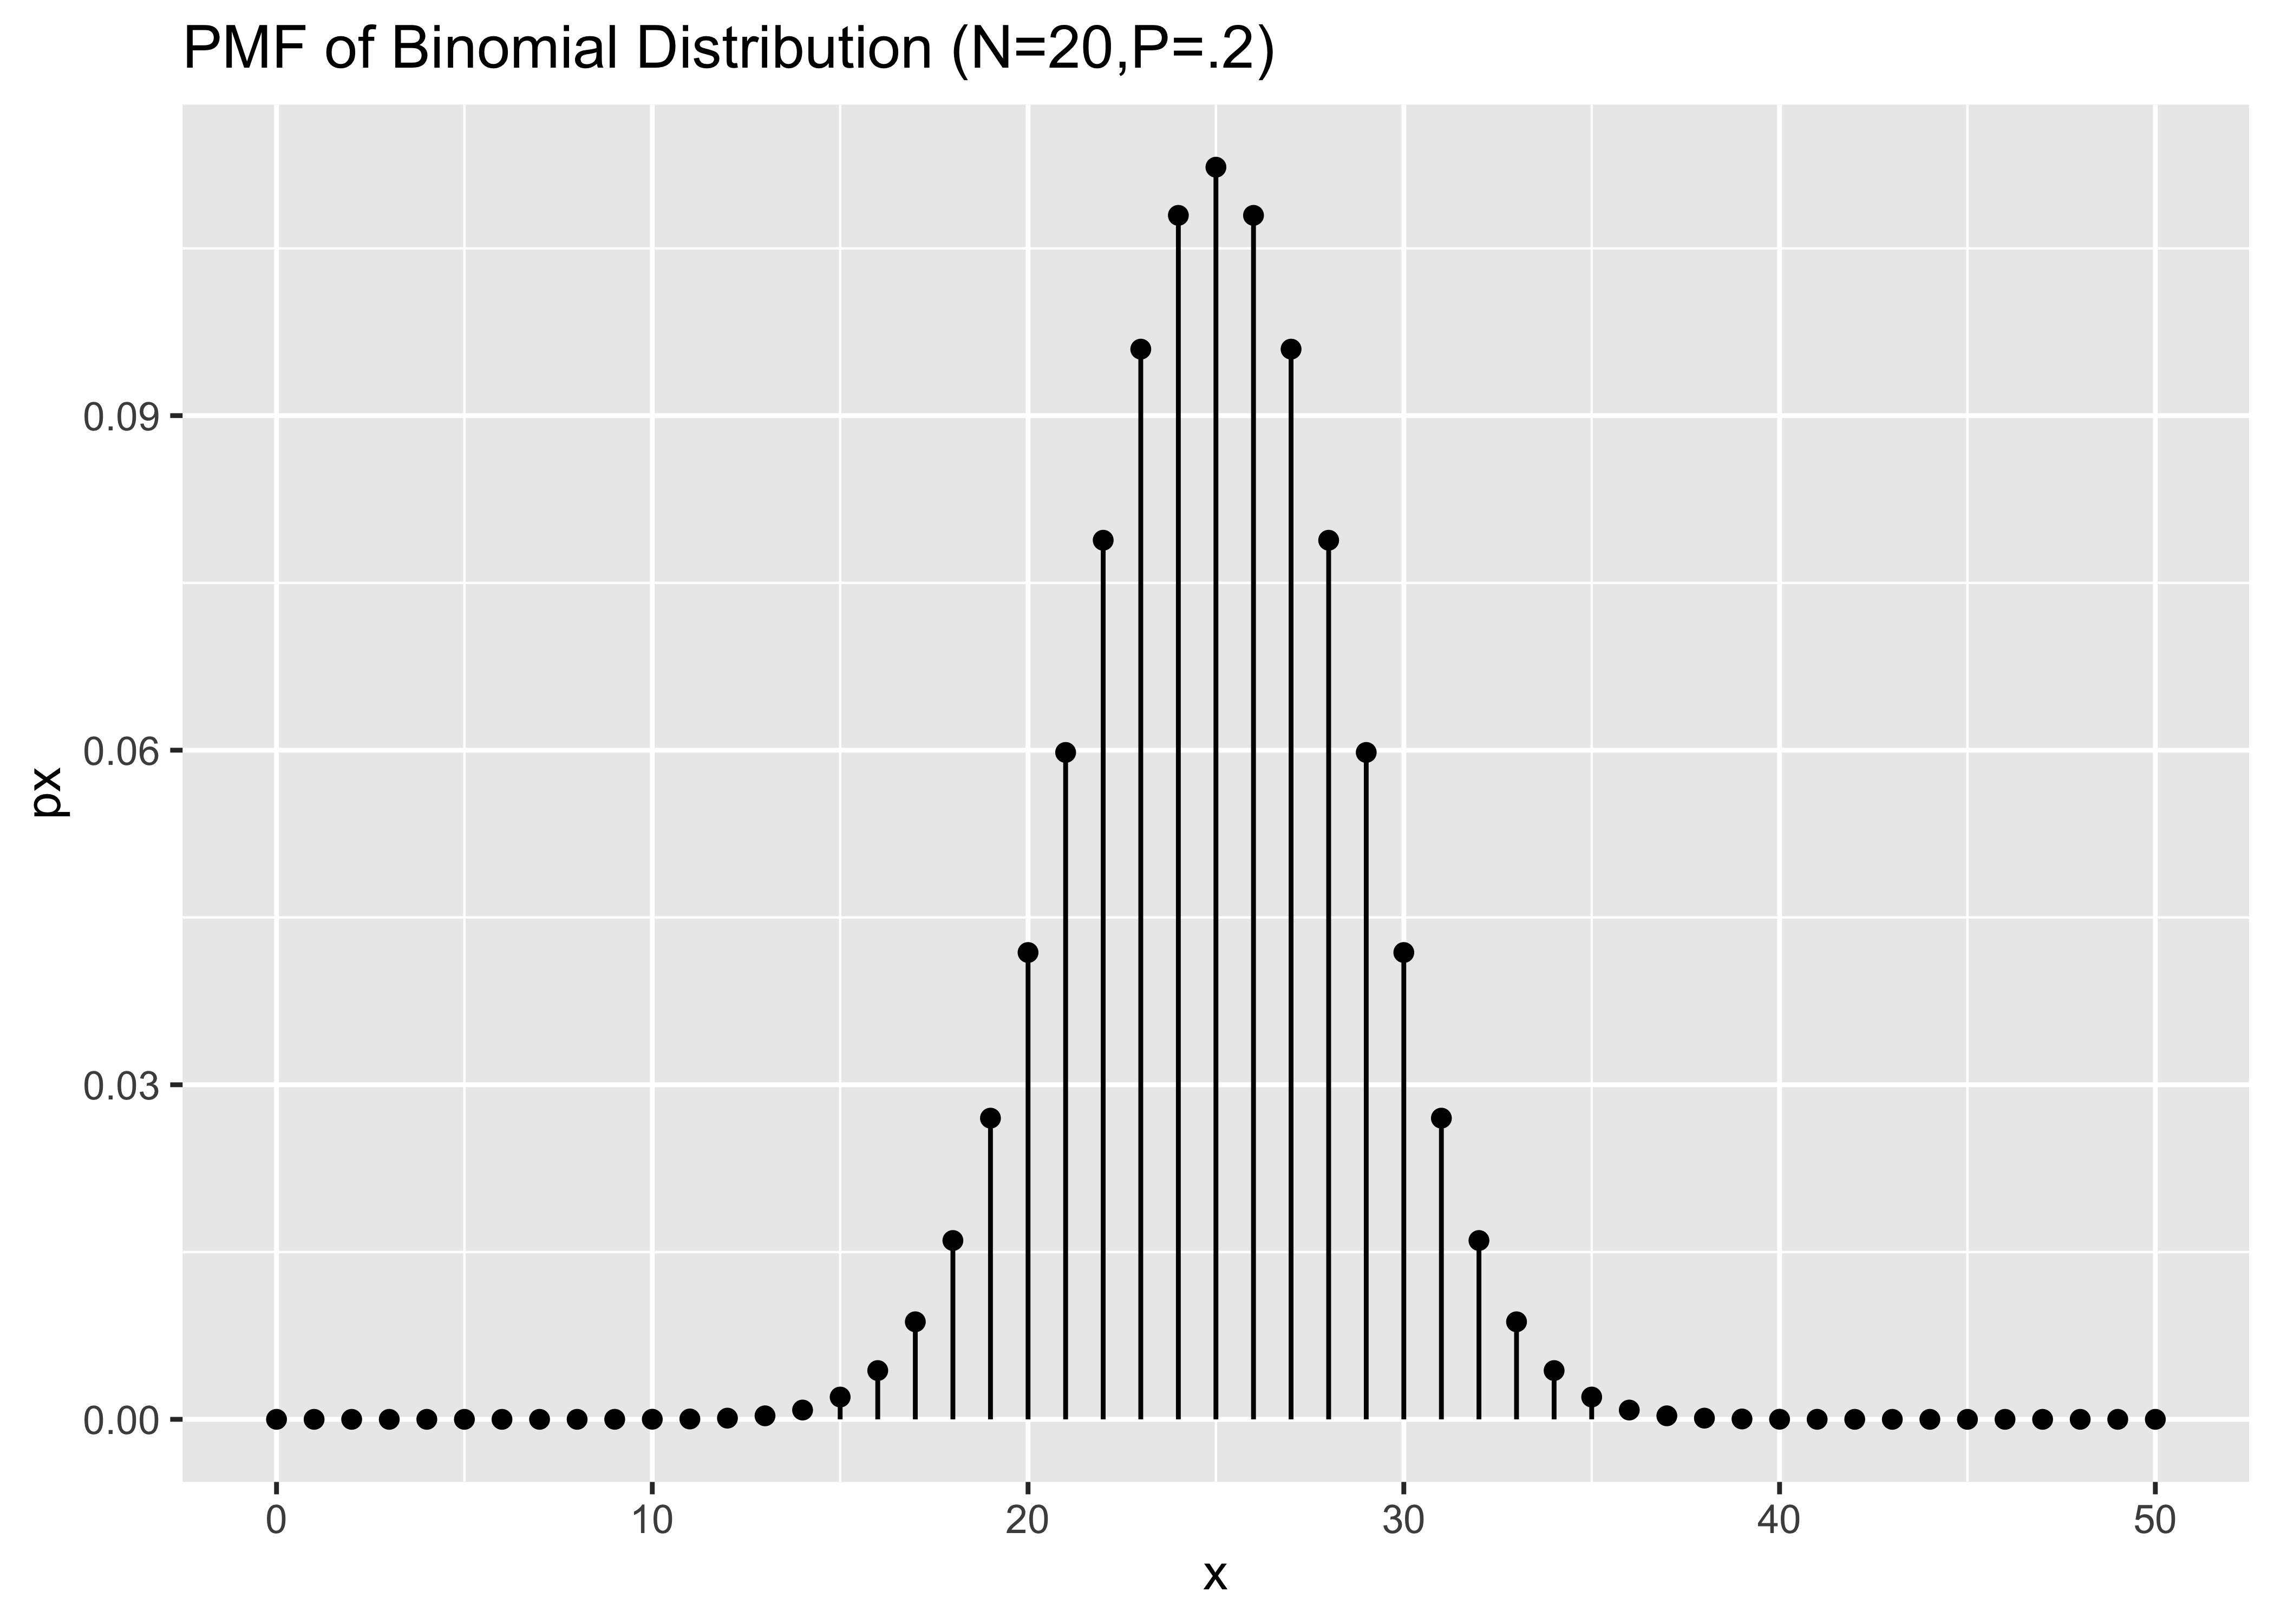 PMF of Binomial Distribution (N=20,P=.2)
0.09
0.06
0.03
0.00
px
0 10 20 30 40 50
x